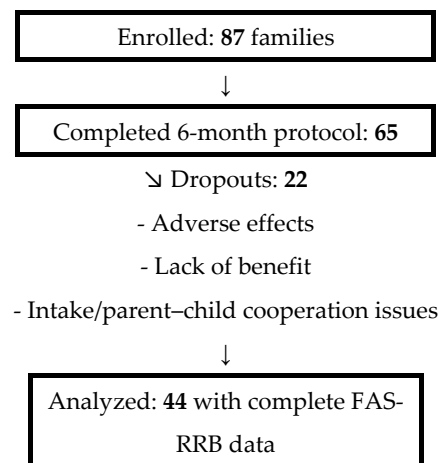 Enrolled: 87 families
↓
Completed 6-month protocol: 65
↘ Dropouts: 22
- Adverse effects
- Lack of benefit
- Intake/parent–child cooperation issues
↓
Analyzed: 44 with complete FAS-
RRB data